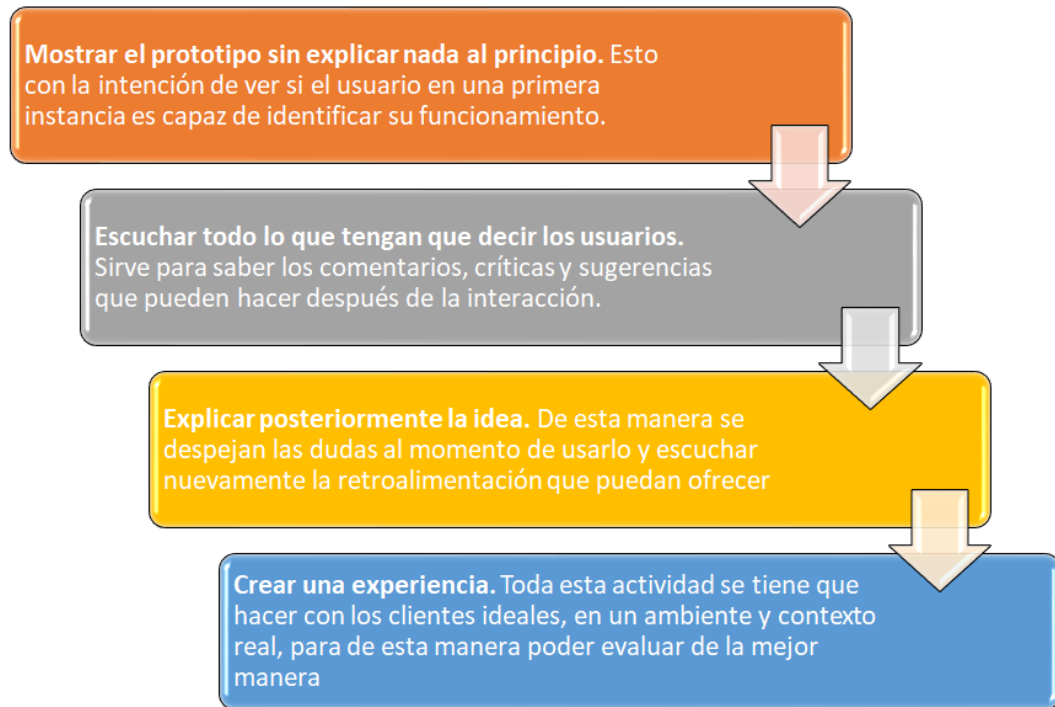 Mostrar el prototipo sin explicar nada al principio. Esto
con la intención de ver si el usuario en una primera
instancia es capaz de identificar su funcionamiento.
Escuchar todo lo que tengan que decir los usuarios.
Sirve para saber los comentarios, críticas y sugerencias
que pueden hacer después de la interacción.
Explicar posteriormente la idea. De esta manera se
despejan las dudas al momento de usarlo y escuchar
nuevamente la retroalimentación que puedan ofrecer
Crear una experiencia. Toda esta actividad se tiene que
hacer con los clientes ideales, en un ambiente y contexto
real, para de esta manera poder evaluar de la mejor
manera